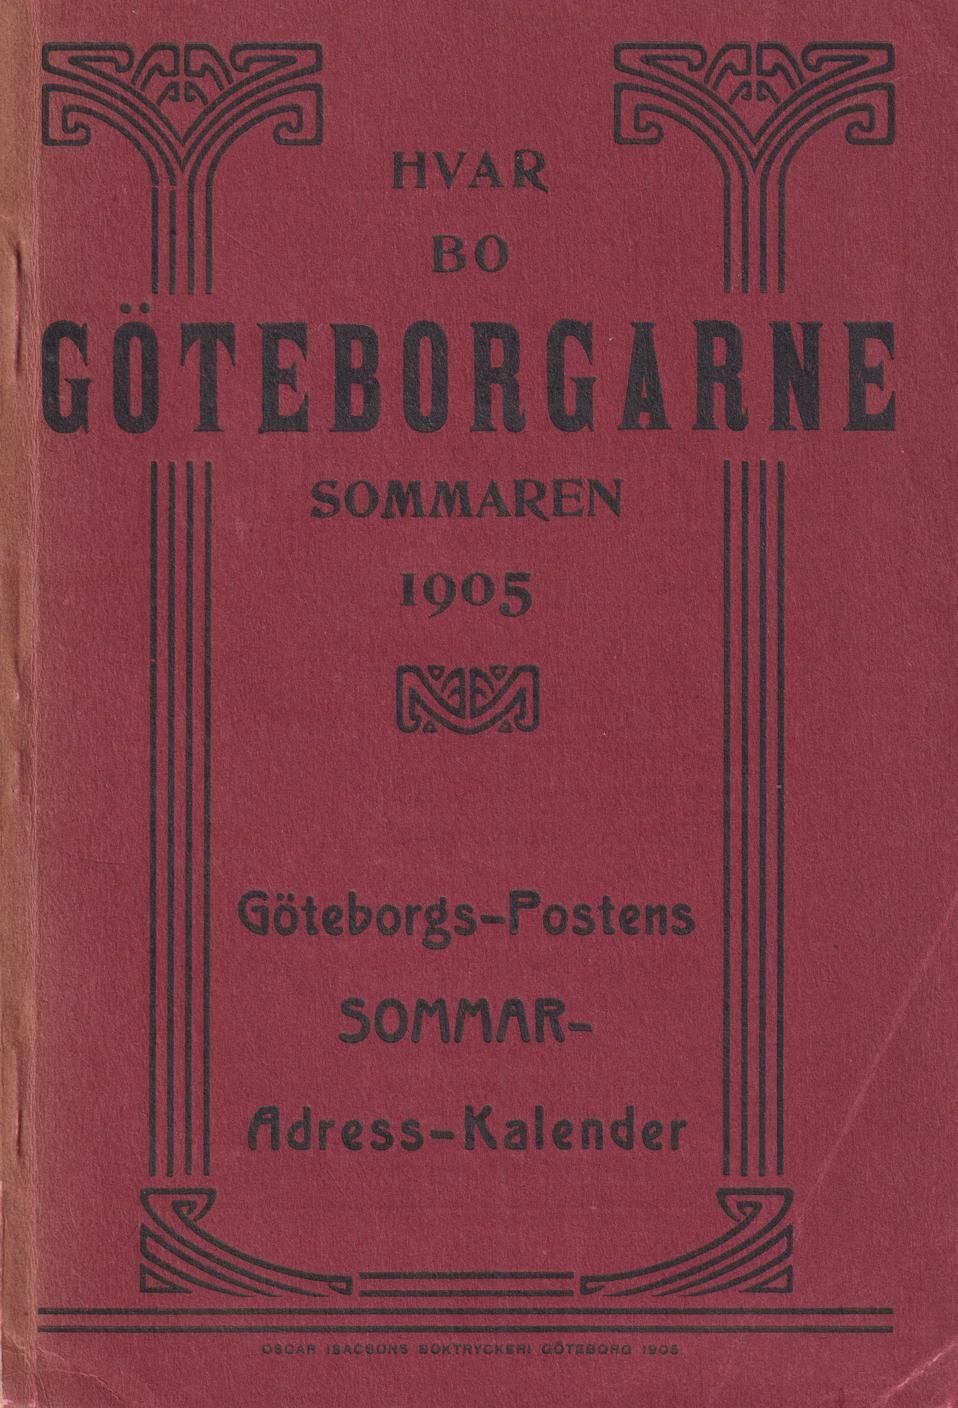 HVAR
BO
GÖTEBORGARNE
SOMMAREN
1905
Göteborgs-Postens
SOMMAR-
Adress-Kalender
OSCAR ISACSONS BOKTRYCKERI GÖTEBORG 1905